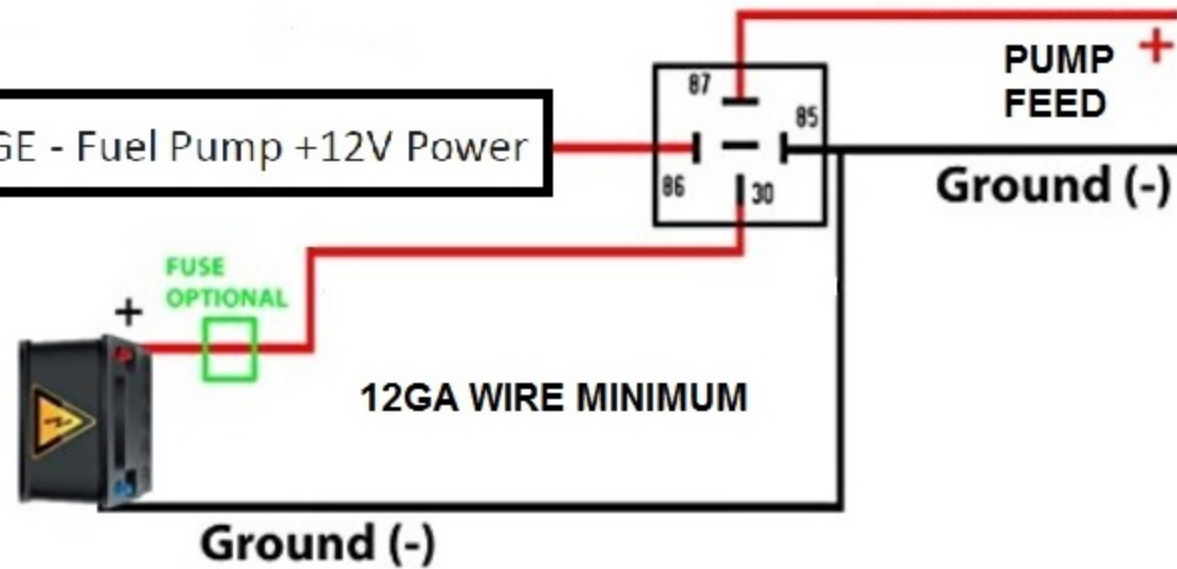 87
PUMP +
FEED
85
GE - Fuel Pump +12V Power
86
30
Ground (-)
FUSE
OPTIONAL
+
12GA WIRE MINIMUM
Ground (-)